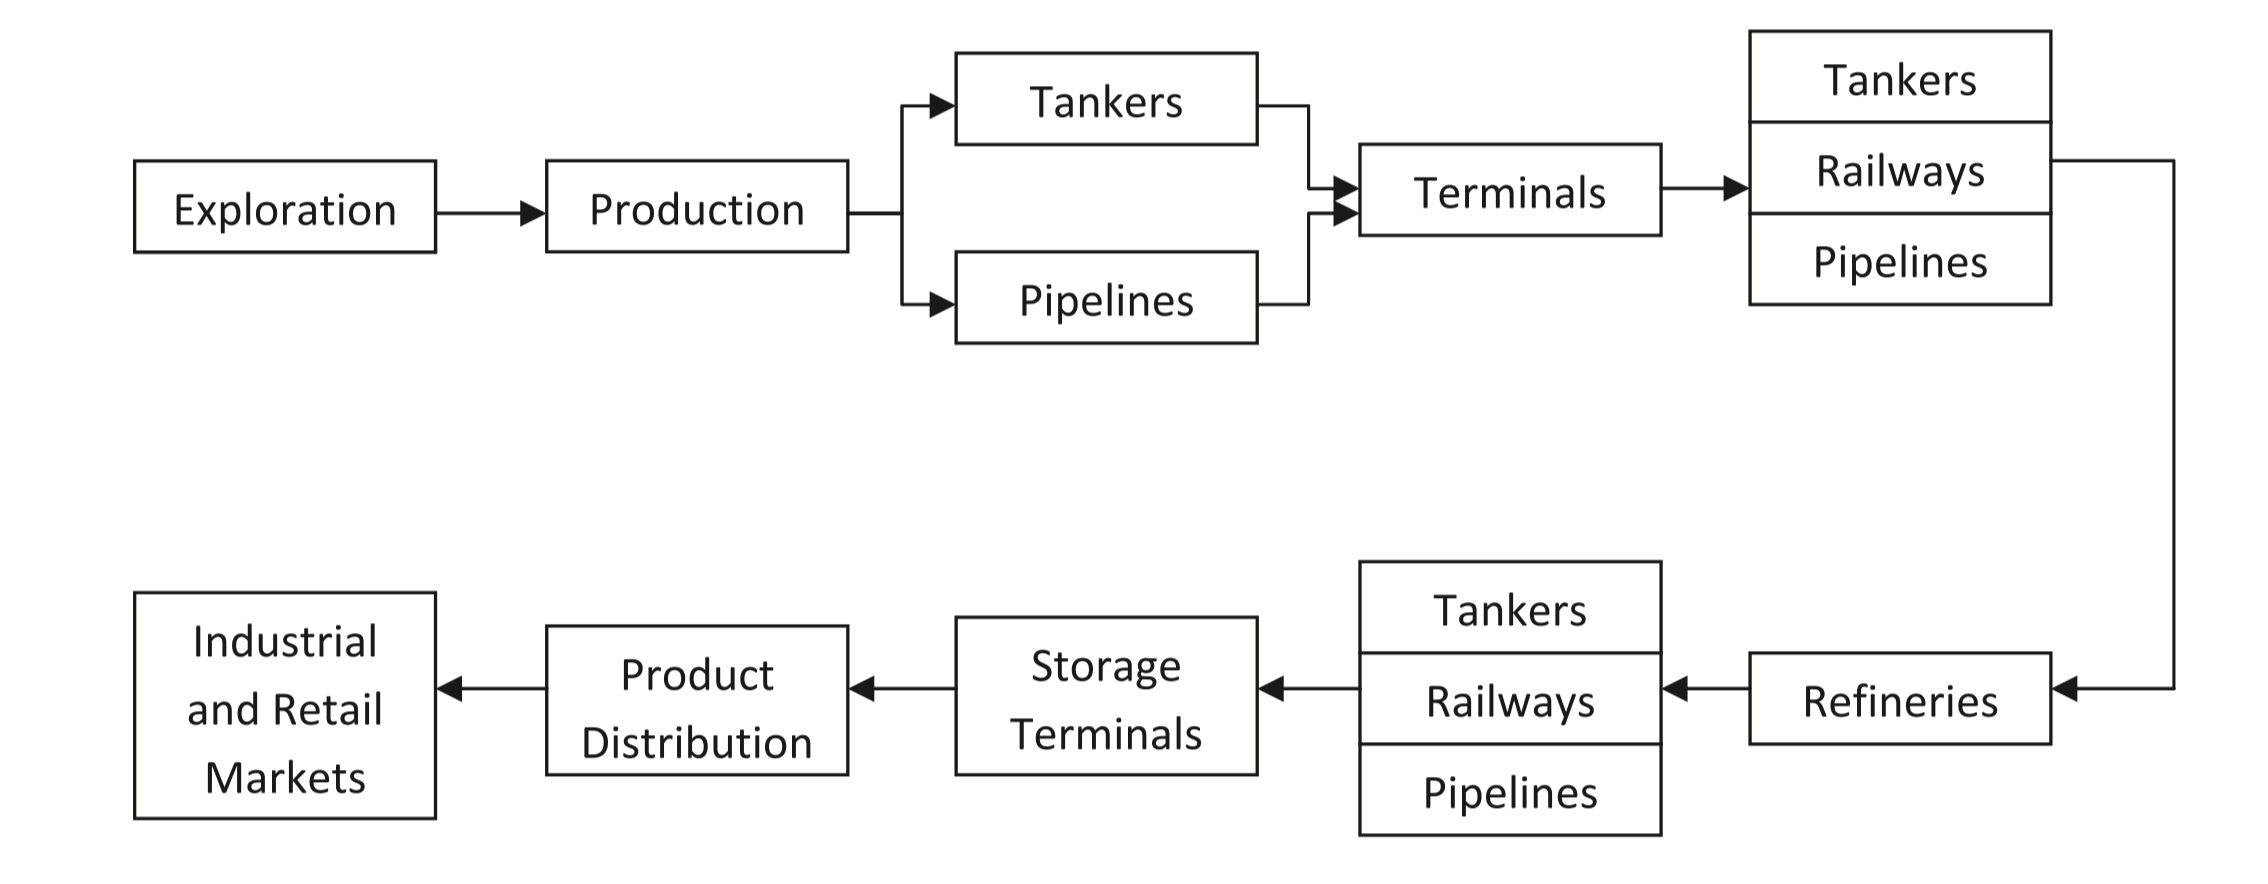 Exploration
Production
Tankers
Pipelines
Terminals
Tankers
Railways
Pipelines
Refineries
Tankers
Railways
Pipelines
Storage
Terminals
Product
Distribution
Industrial
and Retail
Markets